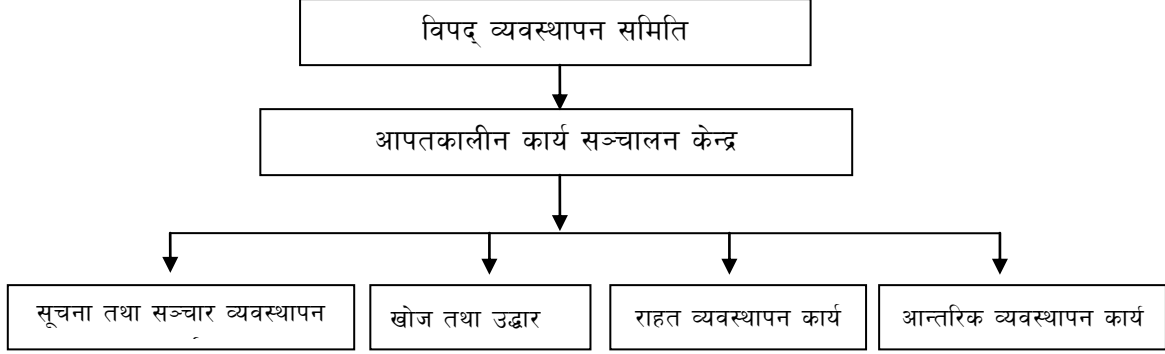 विपद् व्यवस्थापन समिति
आपतकालीन कार्य सञ्चालन केन्द्र
सूचना तथा सञ्चार व्यवस्थापन
खोज तथा उद्धार
राहत व्यवस्थापन कार्य
आन्तरिक व्यवस्थापन कार्य